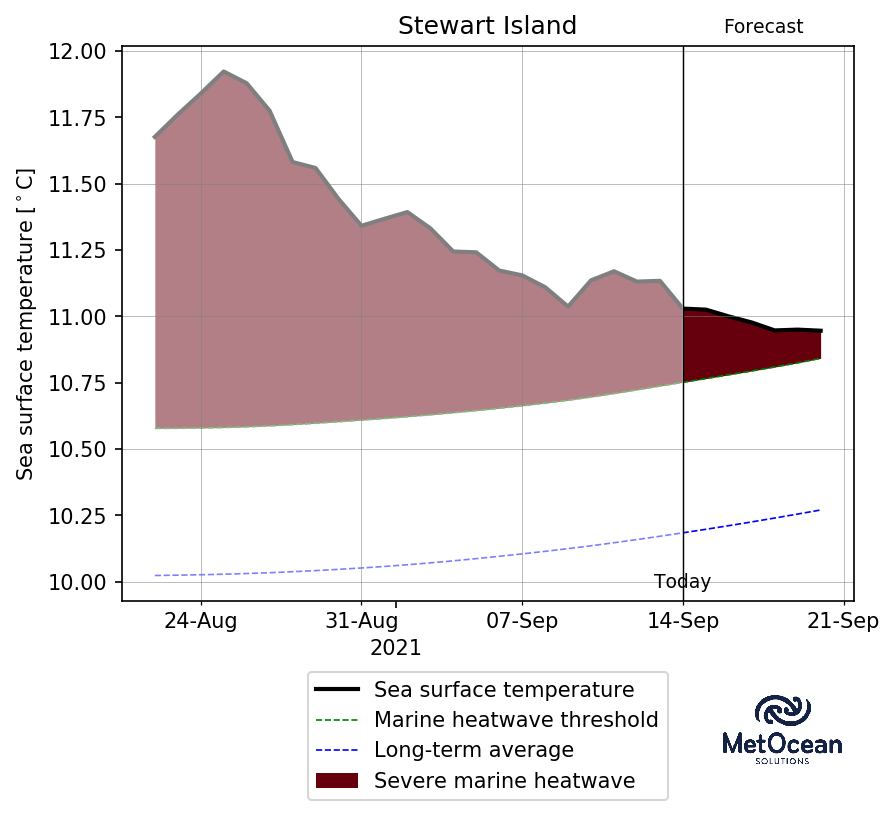 Stewart Island
Forecast
12.00
11.75
11.50
11.25
11.00
10.75
10.50
10.25
10.00
Sea surface temperature [°C]
Today
24-Aug
31-Aug
07-Sep
14-Sep
21-Sep
2021
Sea surface temperature
Marine heatwave threshold
Long-term average
Severe marine heatwave
MetOcean
SOLUTIONS